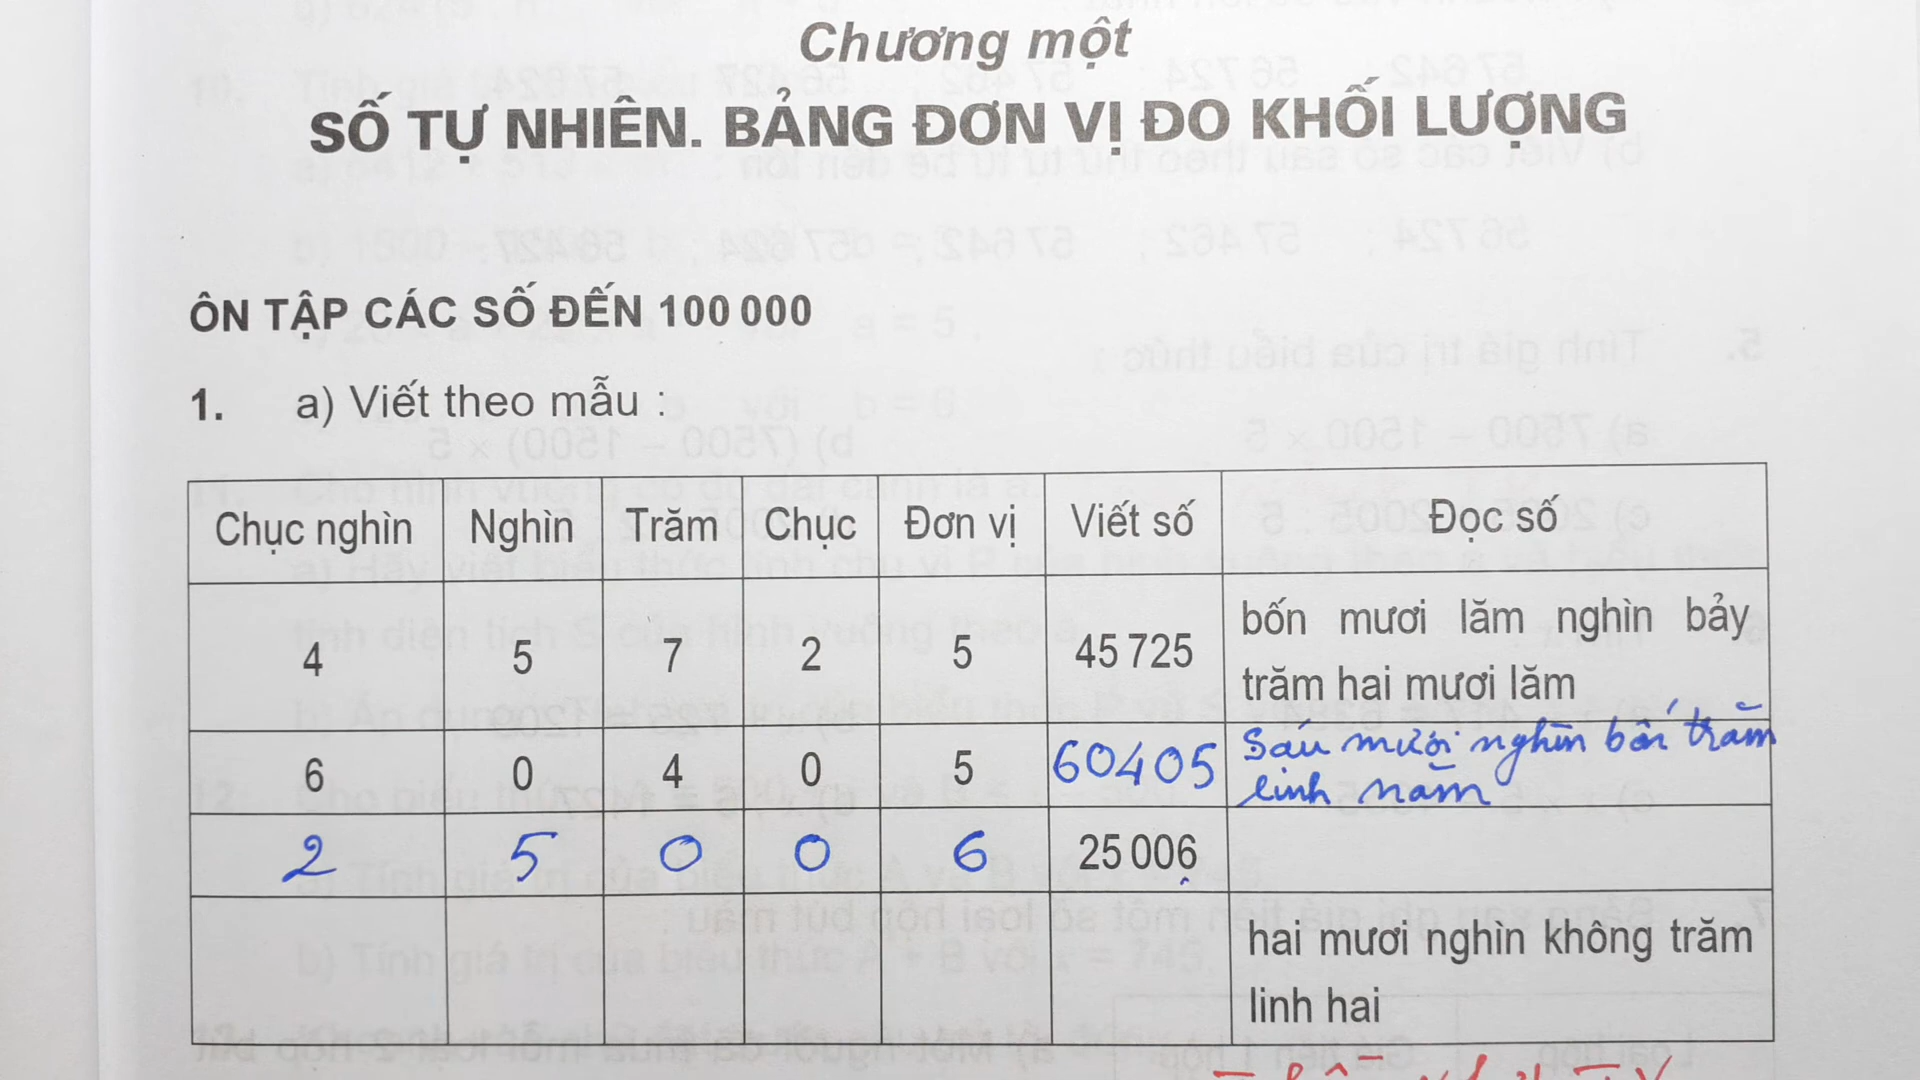 Chương một
SỐ TỰ NHIÊN. BẢNG ĐƠN VỊ ĐO KHỐI LƯỢNG
ÔN TẬP CÁC SỐ ĐẾN 100 000
1. a) Viết theo mẫu :
Chục nghìn Nghìn Trăm Chục Đơn vị Viết số Đọc số
4 5 7 2 5 45 725 bốn mươi lăm nghìn bảy
trăm hai mươi lăm
6 0 4 0 5 60405 Sáu mươi nghìn bốn trăm
linh năm
2 5 0 0 6 25 006
hai mươi nghìn không trăm
linh hai